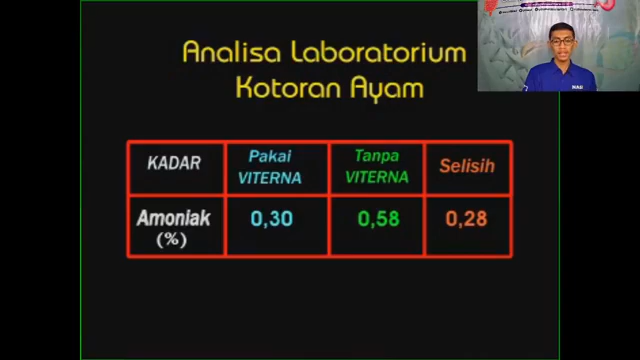 Analisa Laboratorium
Kotoran Ayam
KADAR
Pakai
VITERNA
Tanpa
VITERNA
Selisih
Amoniak
(%)
0,30
0,58
0,28